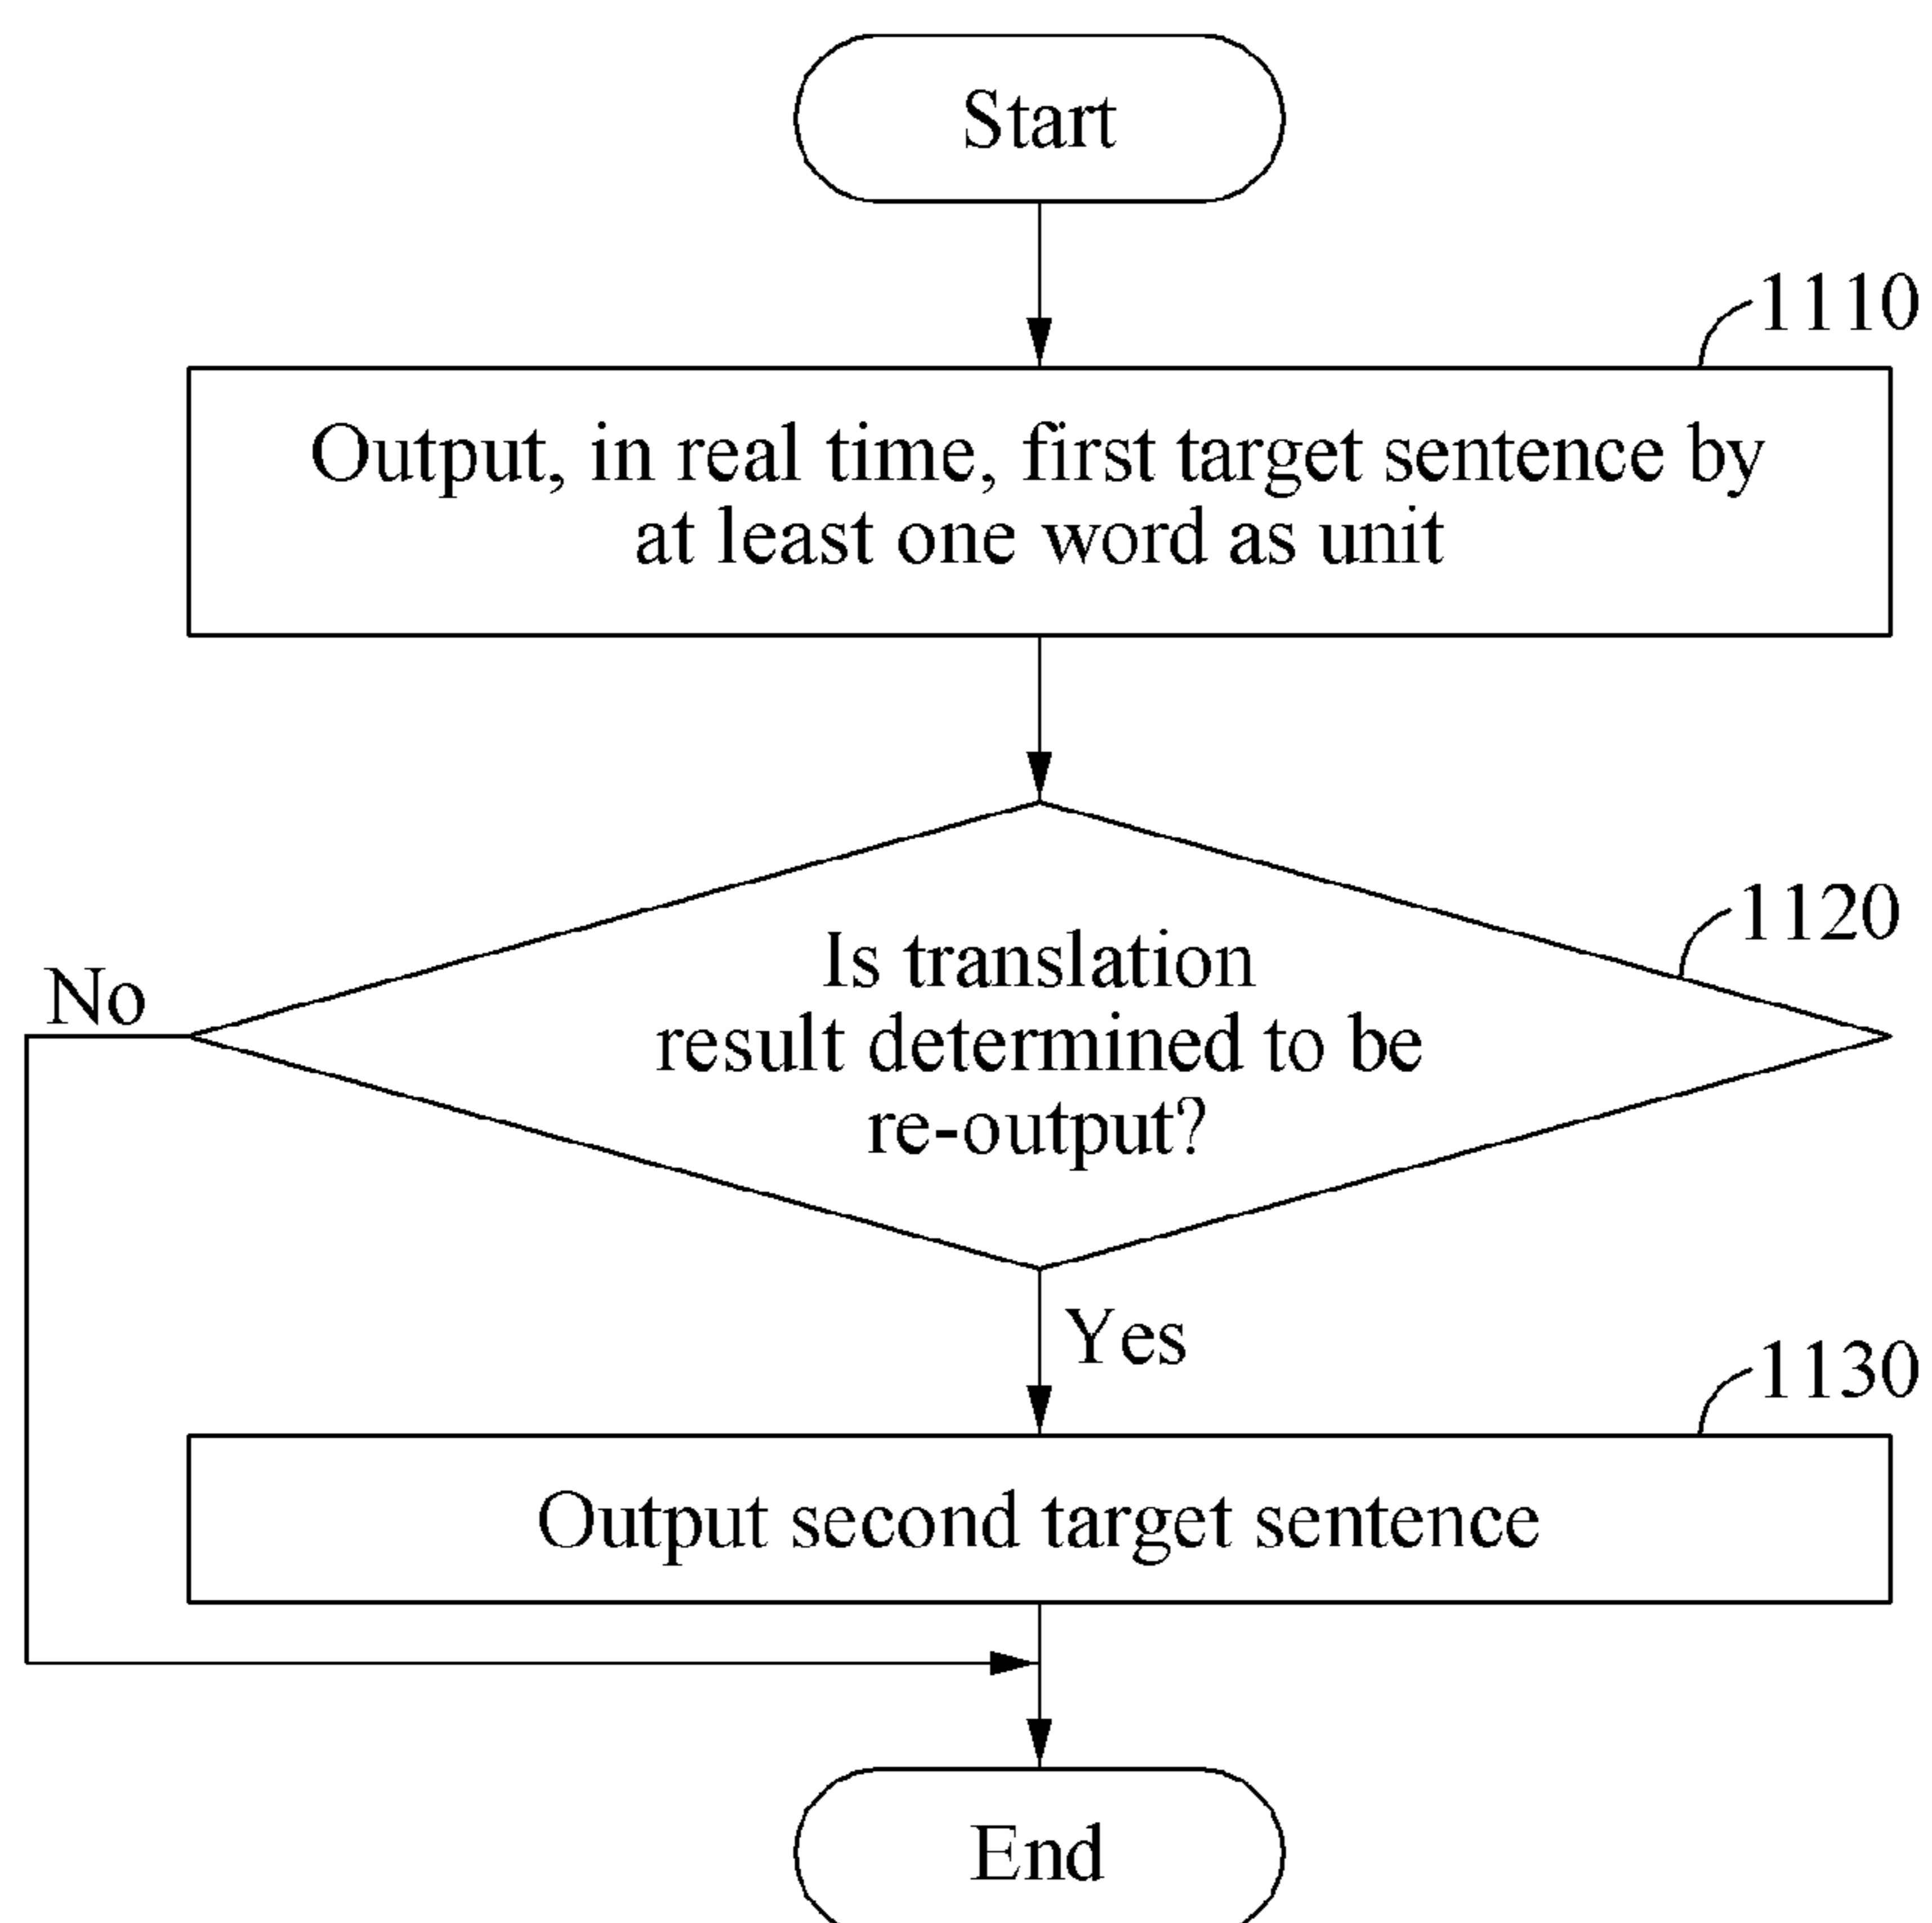 Start
1110
Output, in real time, first target sentence by
at least one word as unit
1120
Is translation
result determined to be
re-output?
No
Yes
1130
Output second target sentence
End